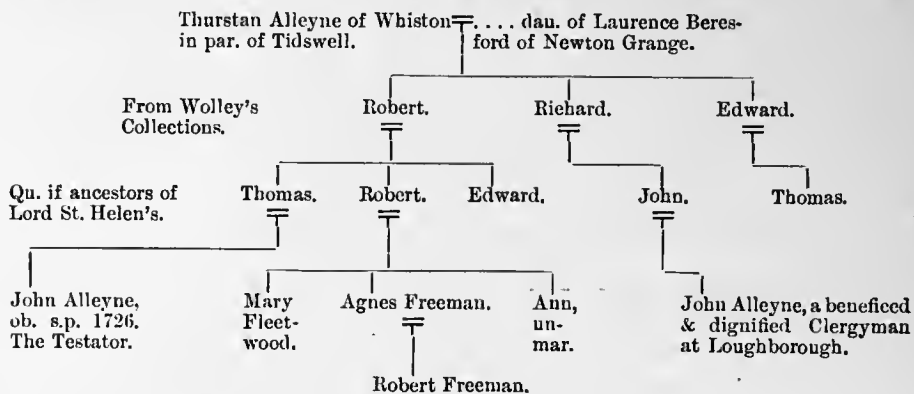 Thurstan Alleyne of Whiston = . . . . dau. of Laurence Beres-
in par. of Tidswell. ford of Newton Grange.
From Wolley's
Collections.
Robert. Riehard. Edward.
Qu. if ancestors of
Lord St. Helen's.
Thomas. Robert. Edward. John. Thomas.
John Alleyne,
ob. s.p. 1726.
The Testator.
Mary
Fleet-
wood.
Agnes Freeman.
Ann,
un-
mar.
John Alleyne, a beneficed
& dignified Clergyman
at Loughborough.
Robert Freeman.